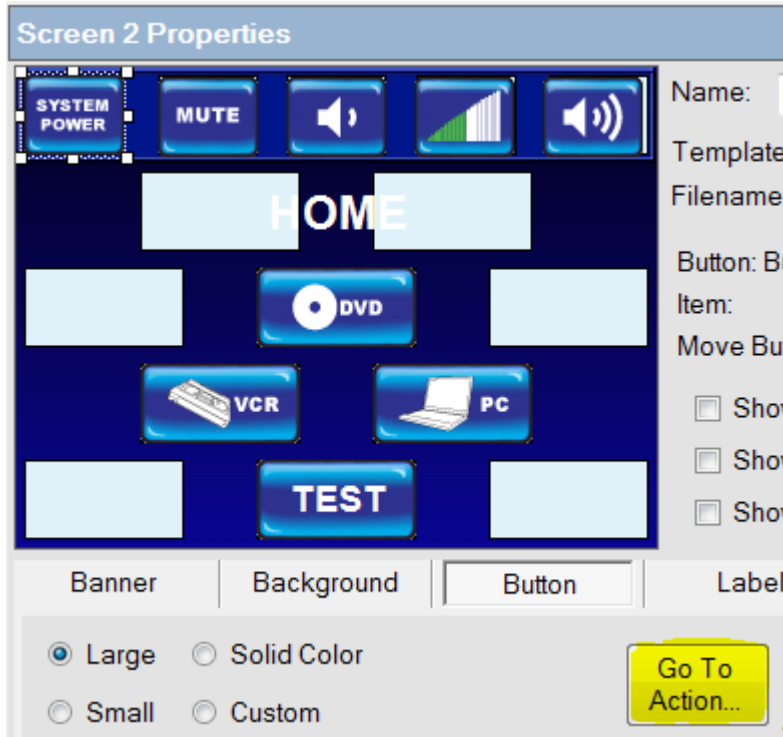 Screen 2 Properties
SYSTEM
POWER
MUTE
HOME
DVD
VCR
PC
TEST
Name:
Template
Filename
Button: B
Item:
Move Bu
Show
Show
Show
Banner Background Button Label
Large Solid Color
Small Custom
Go To
Action...